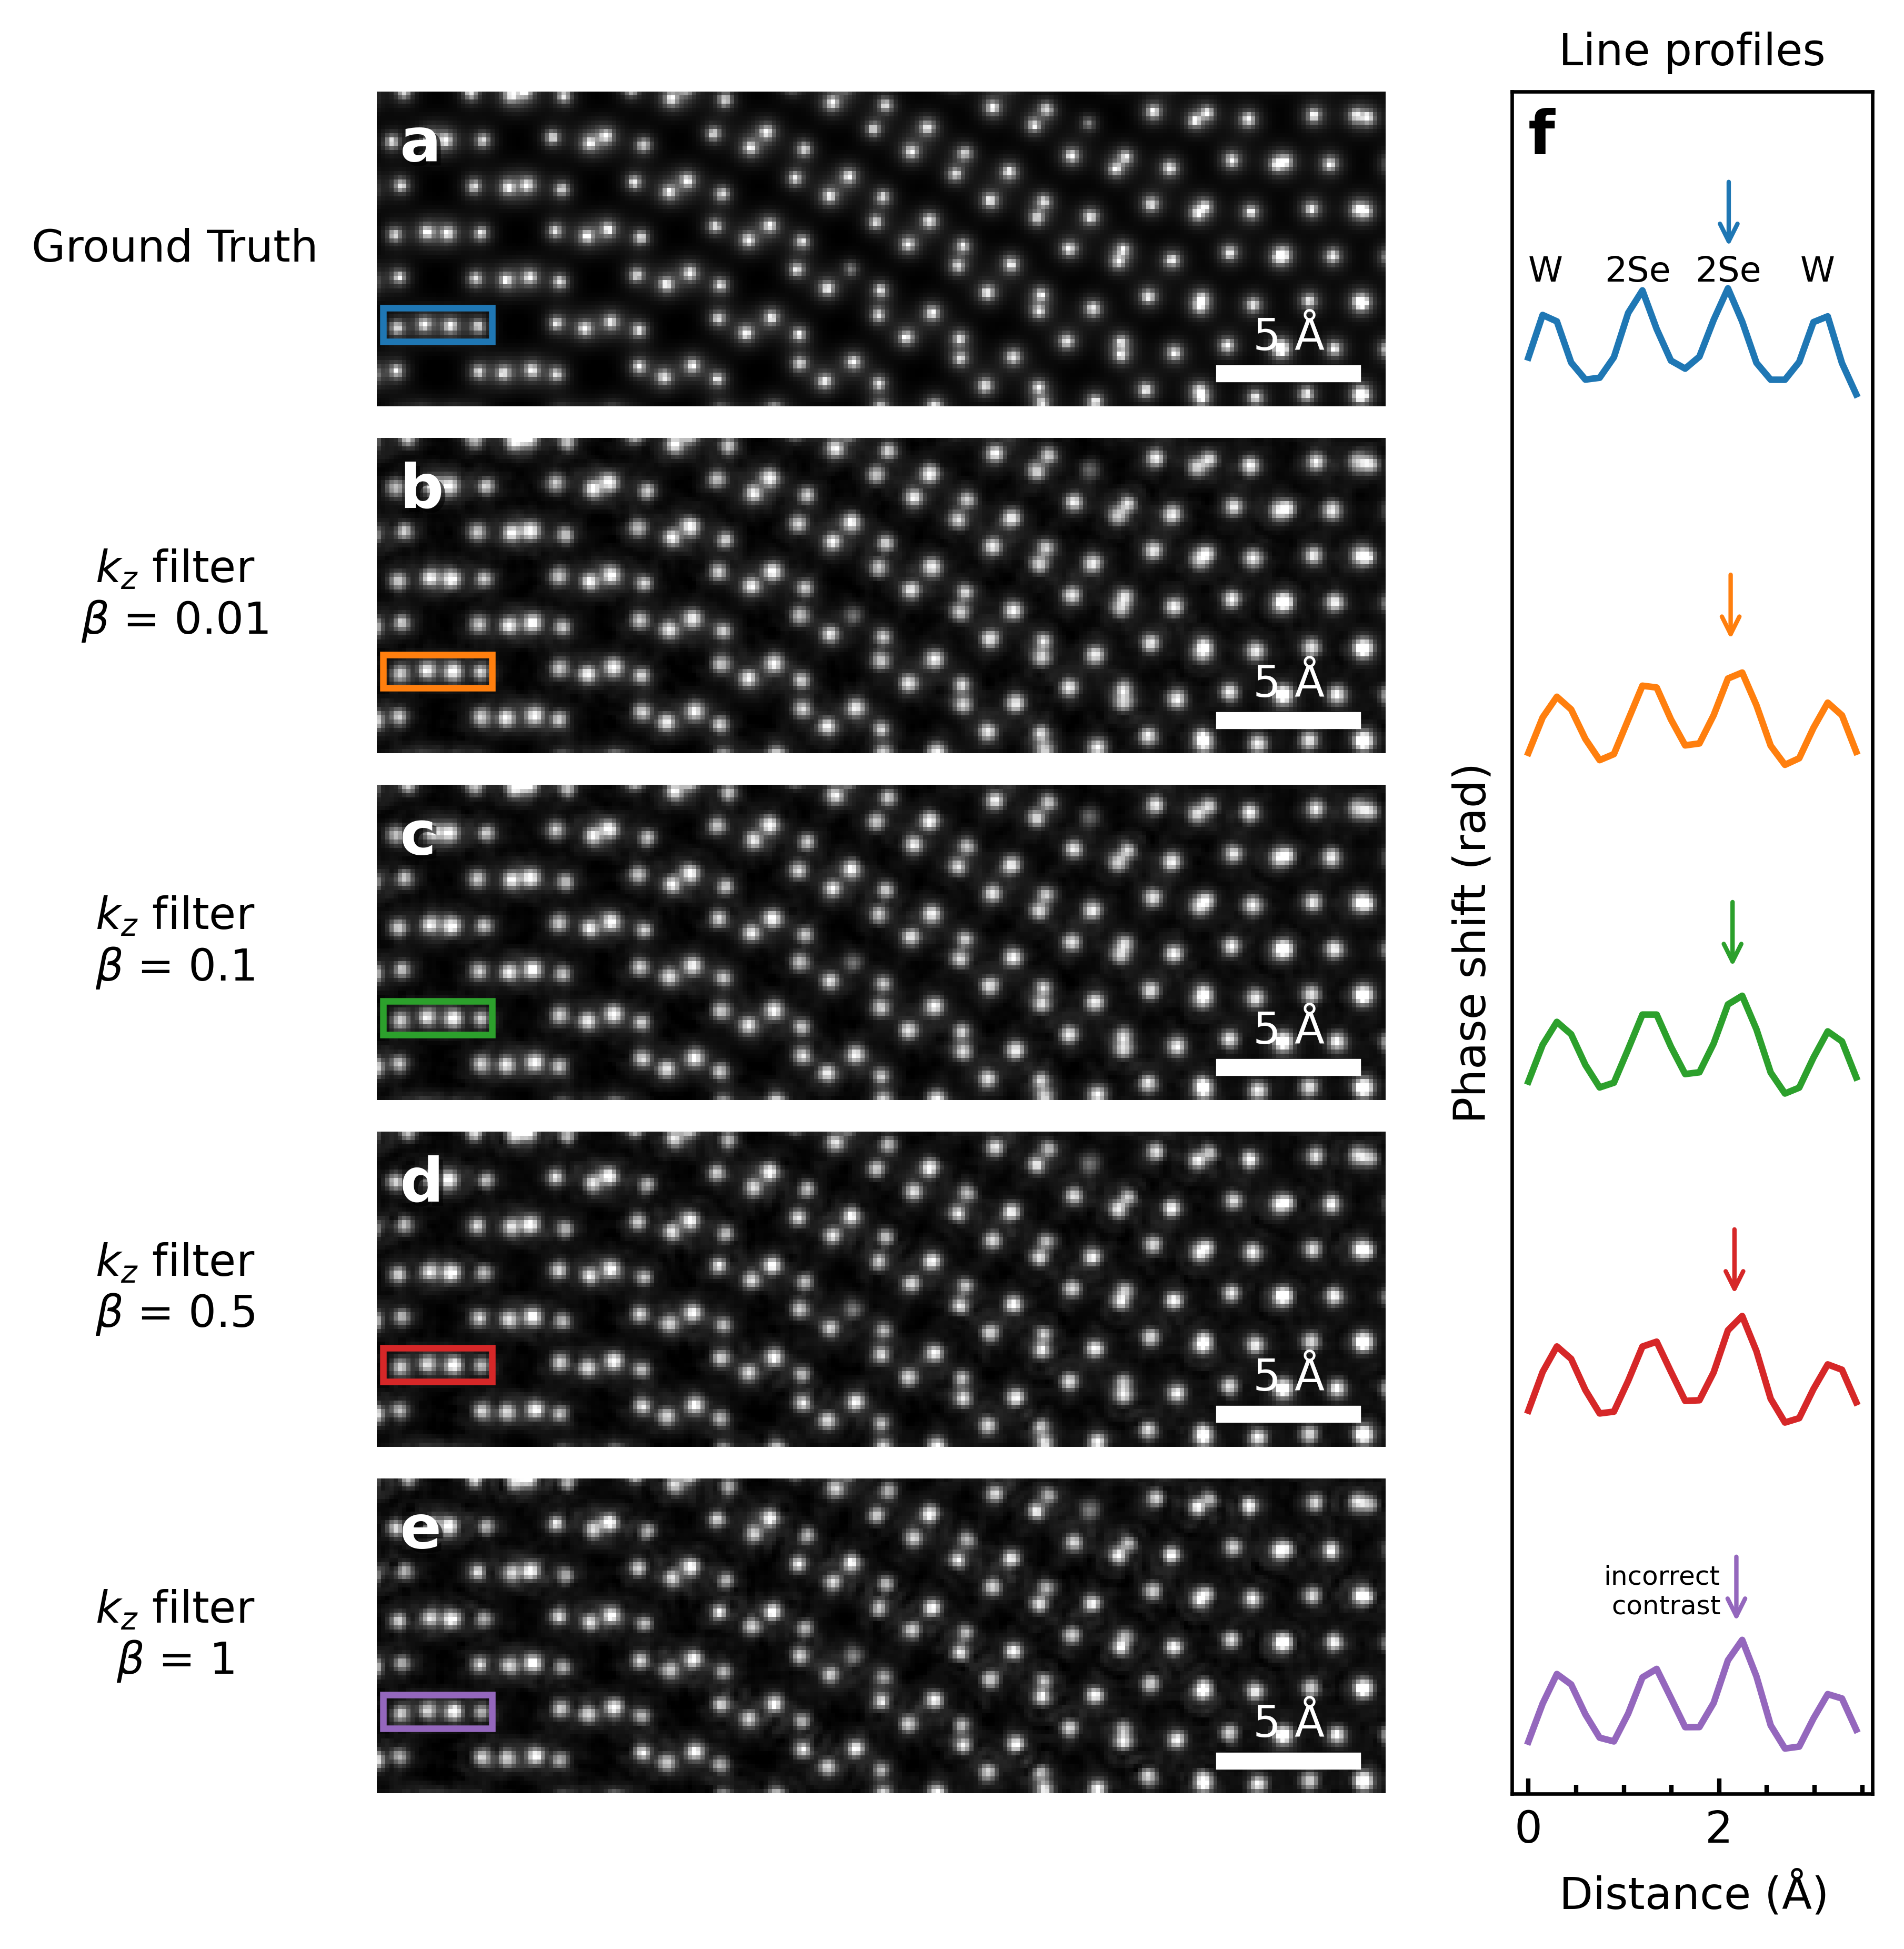 Line profiles
Ground Truth
a
5 Å
f
W 2Se 2Se W
k_z filter
β = 0.01
b
5 Å
k_z filter
β = 0.1
c
5 Å
Phase shift (rad)
k_z filter
β = 0.5
d
5 Å
k_z filter
β = 1
e
5 Å
incorrect
contrast
0 2
Distance (Å)